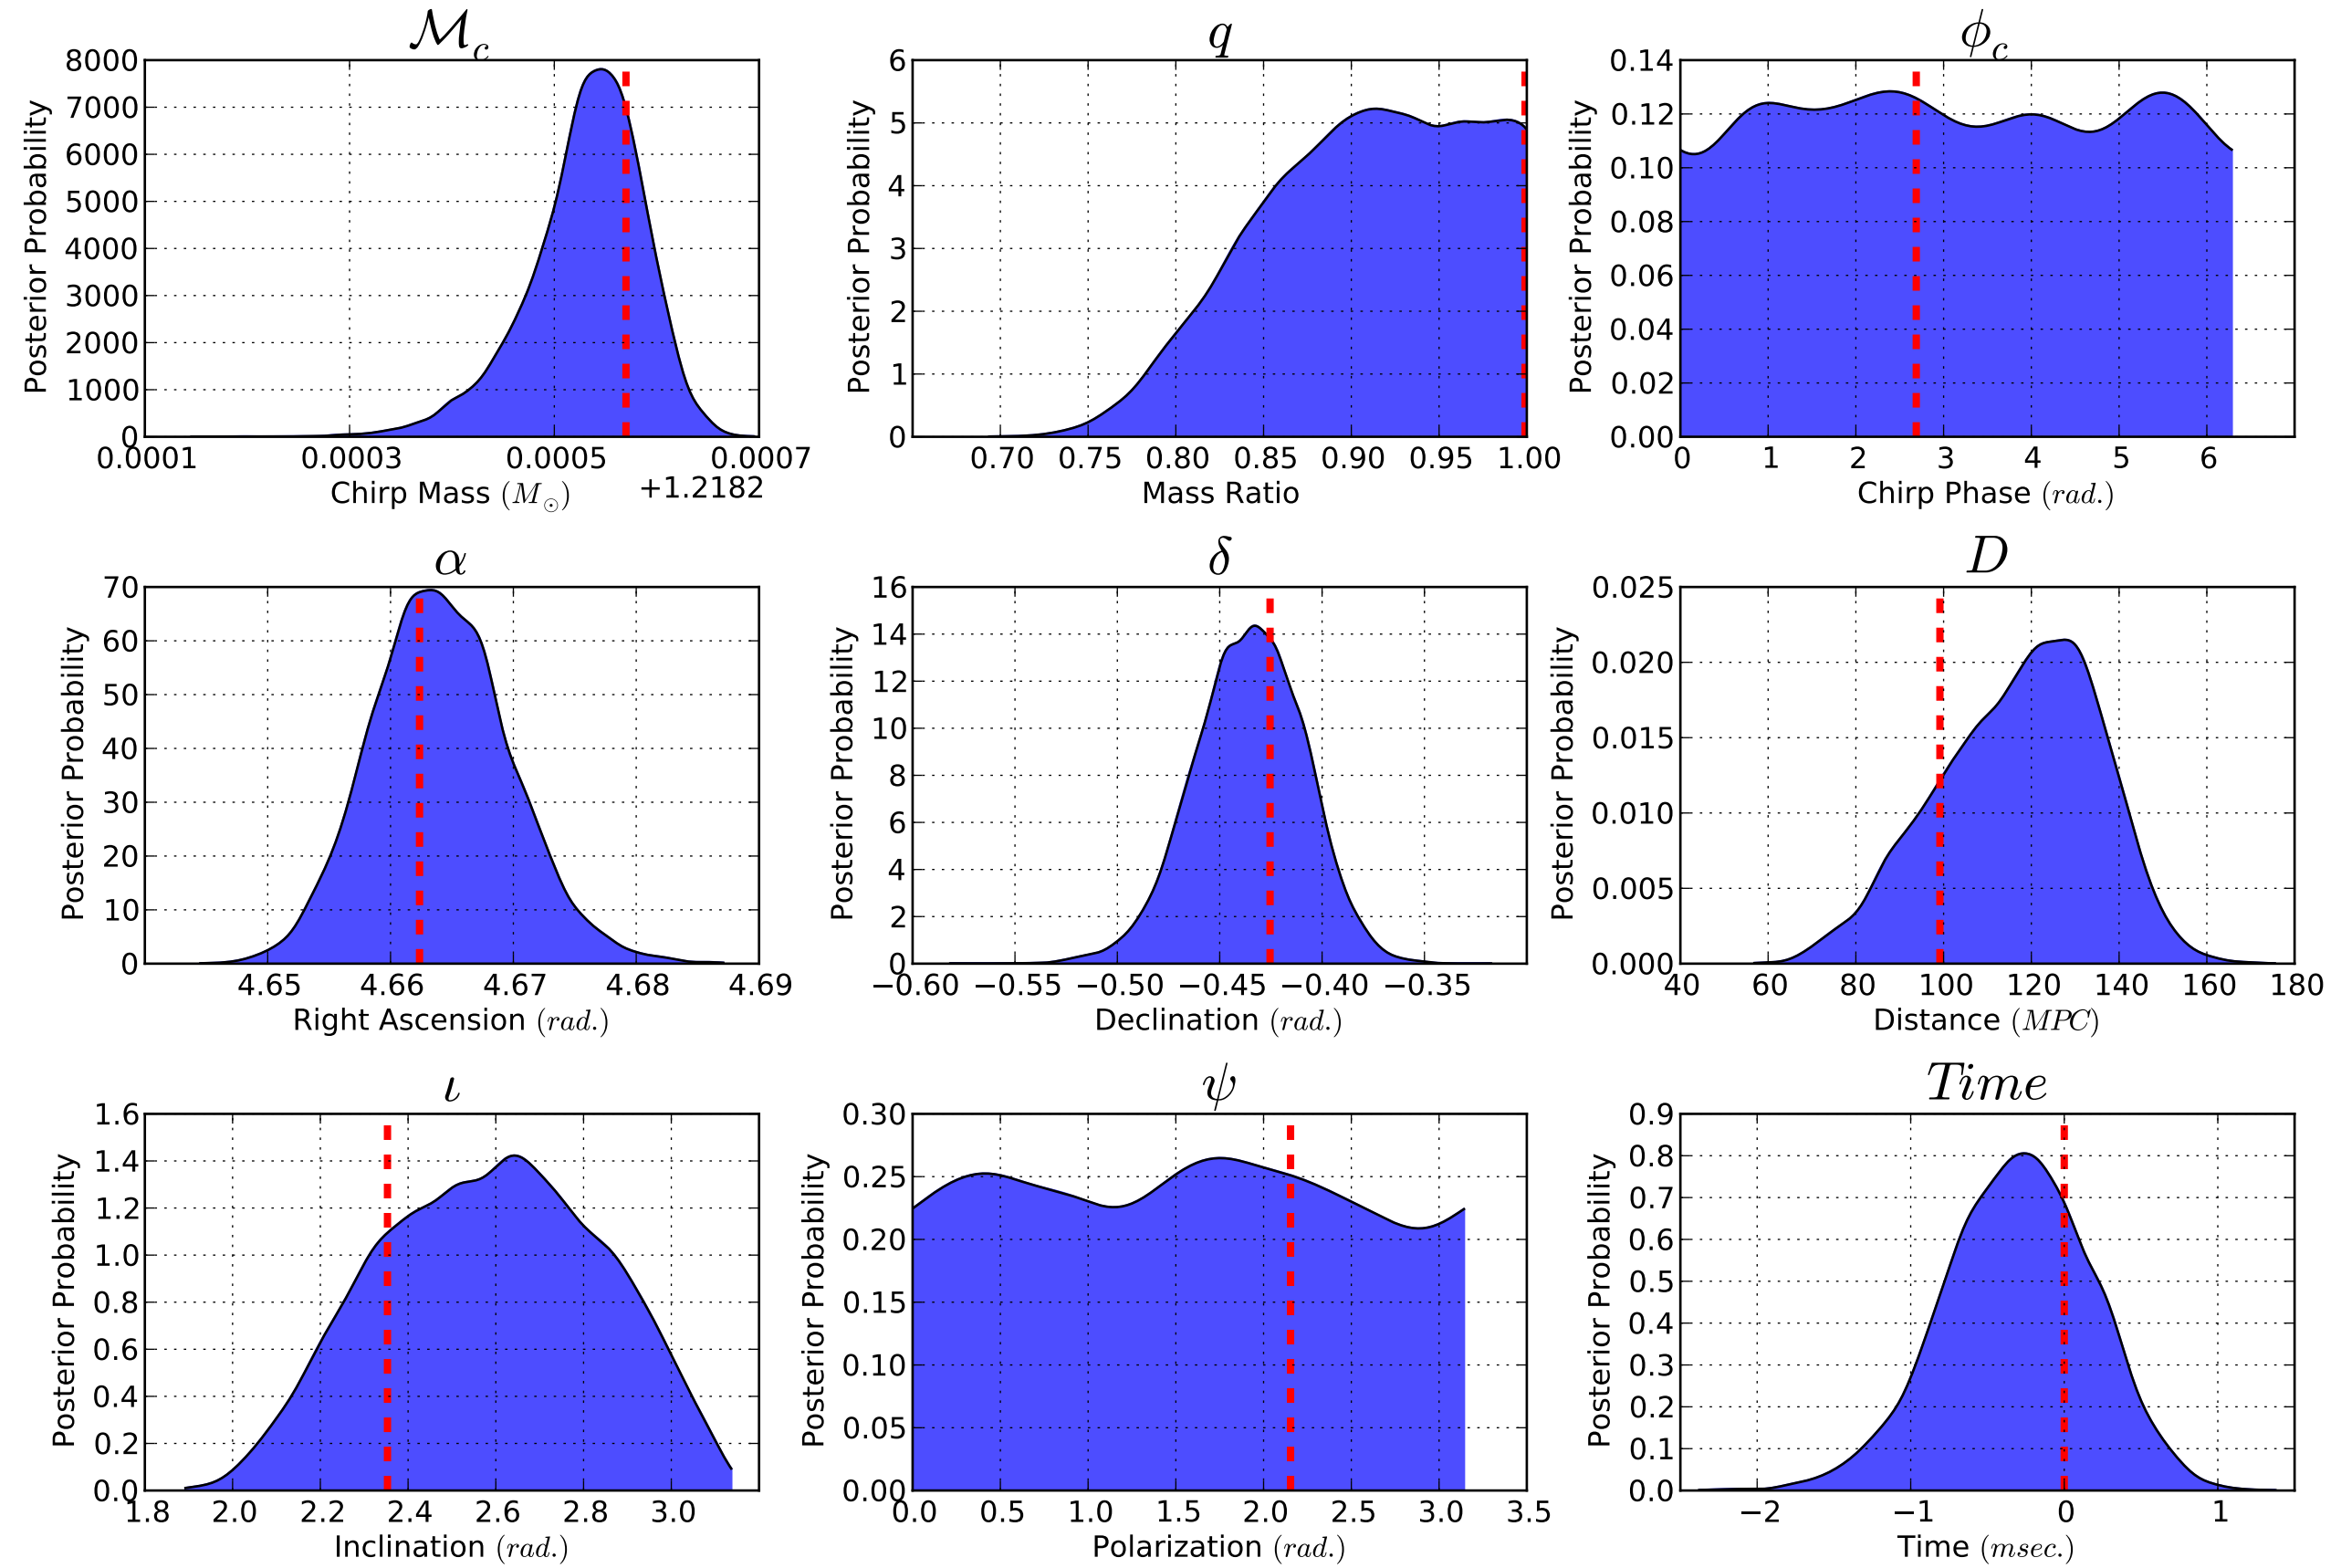 ℳc
8000
7000
6000
5000
4000
3000
2000
1000
0
Posterior Probability
0.0001 0.0003 0.0005 0.0007
Chirp Mass (M⊙) +1.2182
q
6
5
4
3
2
1
0
Posterior Probability
0.70 0.75 0.80 0.85 0.90 0.95 1.00
Mass Ratio
ϕc
0.14
0.12
0.10
0.08
0.06
0.04
0.02
0.00
Posterior Probability
0 1 2 3 4 5 6
Chirp Phase (rad.)
α
70
60
50
40
30
20
10
0
Posterior Probability
4.65 4.66 4.67 4.68 4.69
Right Ascension (rad.)
δ
16
14
12
10
8
6
4
2
0
Posterior Probability
−0.60 −0.55 −0.50 −0.45 −0.40 −0.35
Declination (rad.)
D
0.025
0.020
0.015
0.010
0.005
0.000
Posterior Probability
40 60 80 100 120 140 160 180
Distance (MPC)
ι
1.6
1.4
1.2
1.0
0.8
0.6
0.4
0.2
0.0
Posterior Probability
1.8 2.0 2.2 2.4 2.6 2.8 3.0
Inclination (rad.)
ψ
0.30
0.25
0.20
0.15
0.10
0.05
0.00
Posterior Probability
0.0 0.5 1.0 1.5 2.0 2.5 3.0 3.5
Polarization (rad.)
Time
0.9
0.8
0.7
0.6
0.5
0.4
0.3
0.2
0.1
0.0
Posterior Probability
−2 −1 0 1
Time (msec.)